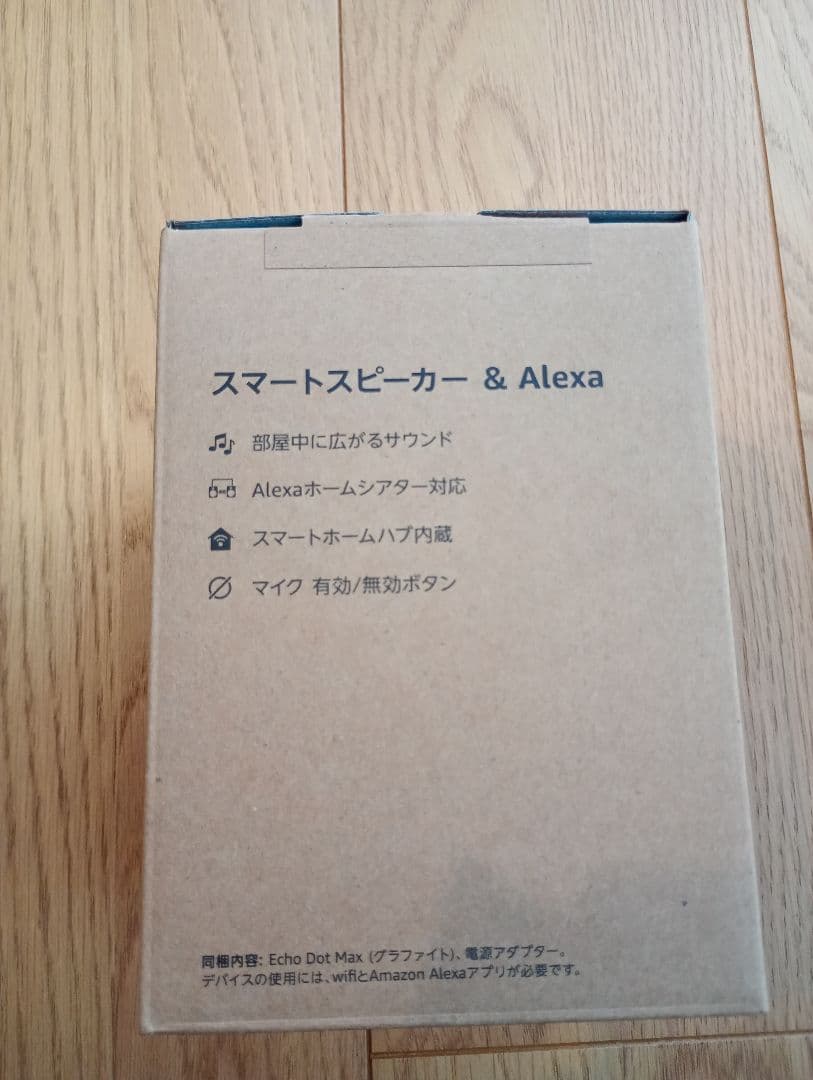 スマートスピーカー & Alexa
部屋中に広がるサウンド
Alexaホームシアター対応
スマートホームハブ内蔵
マイク 有効/無効ボタン
同梱内容: Echo Dot Max (グラファイト)、電源アダプター。
デバイスの使用には、wifiとAmazon Alexaアプリが必要です。